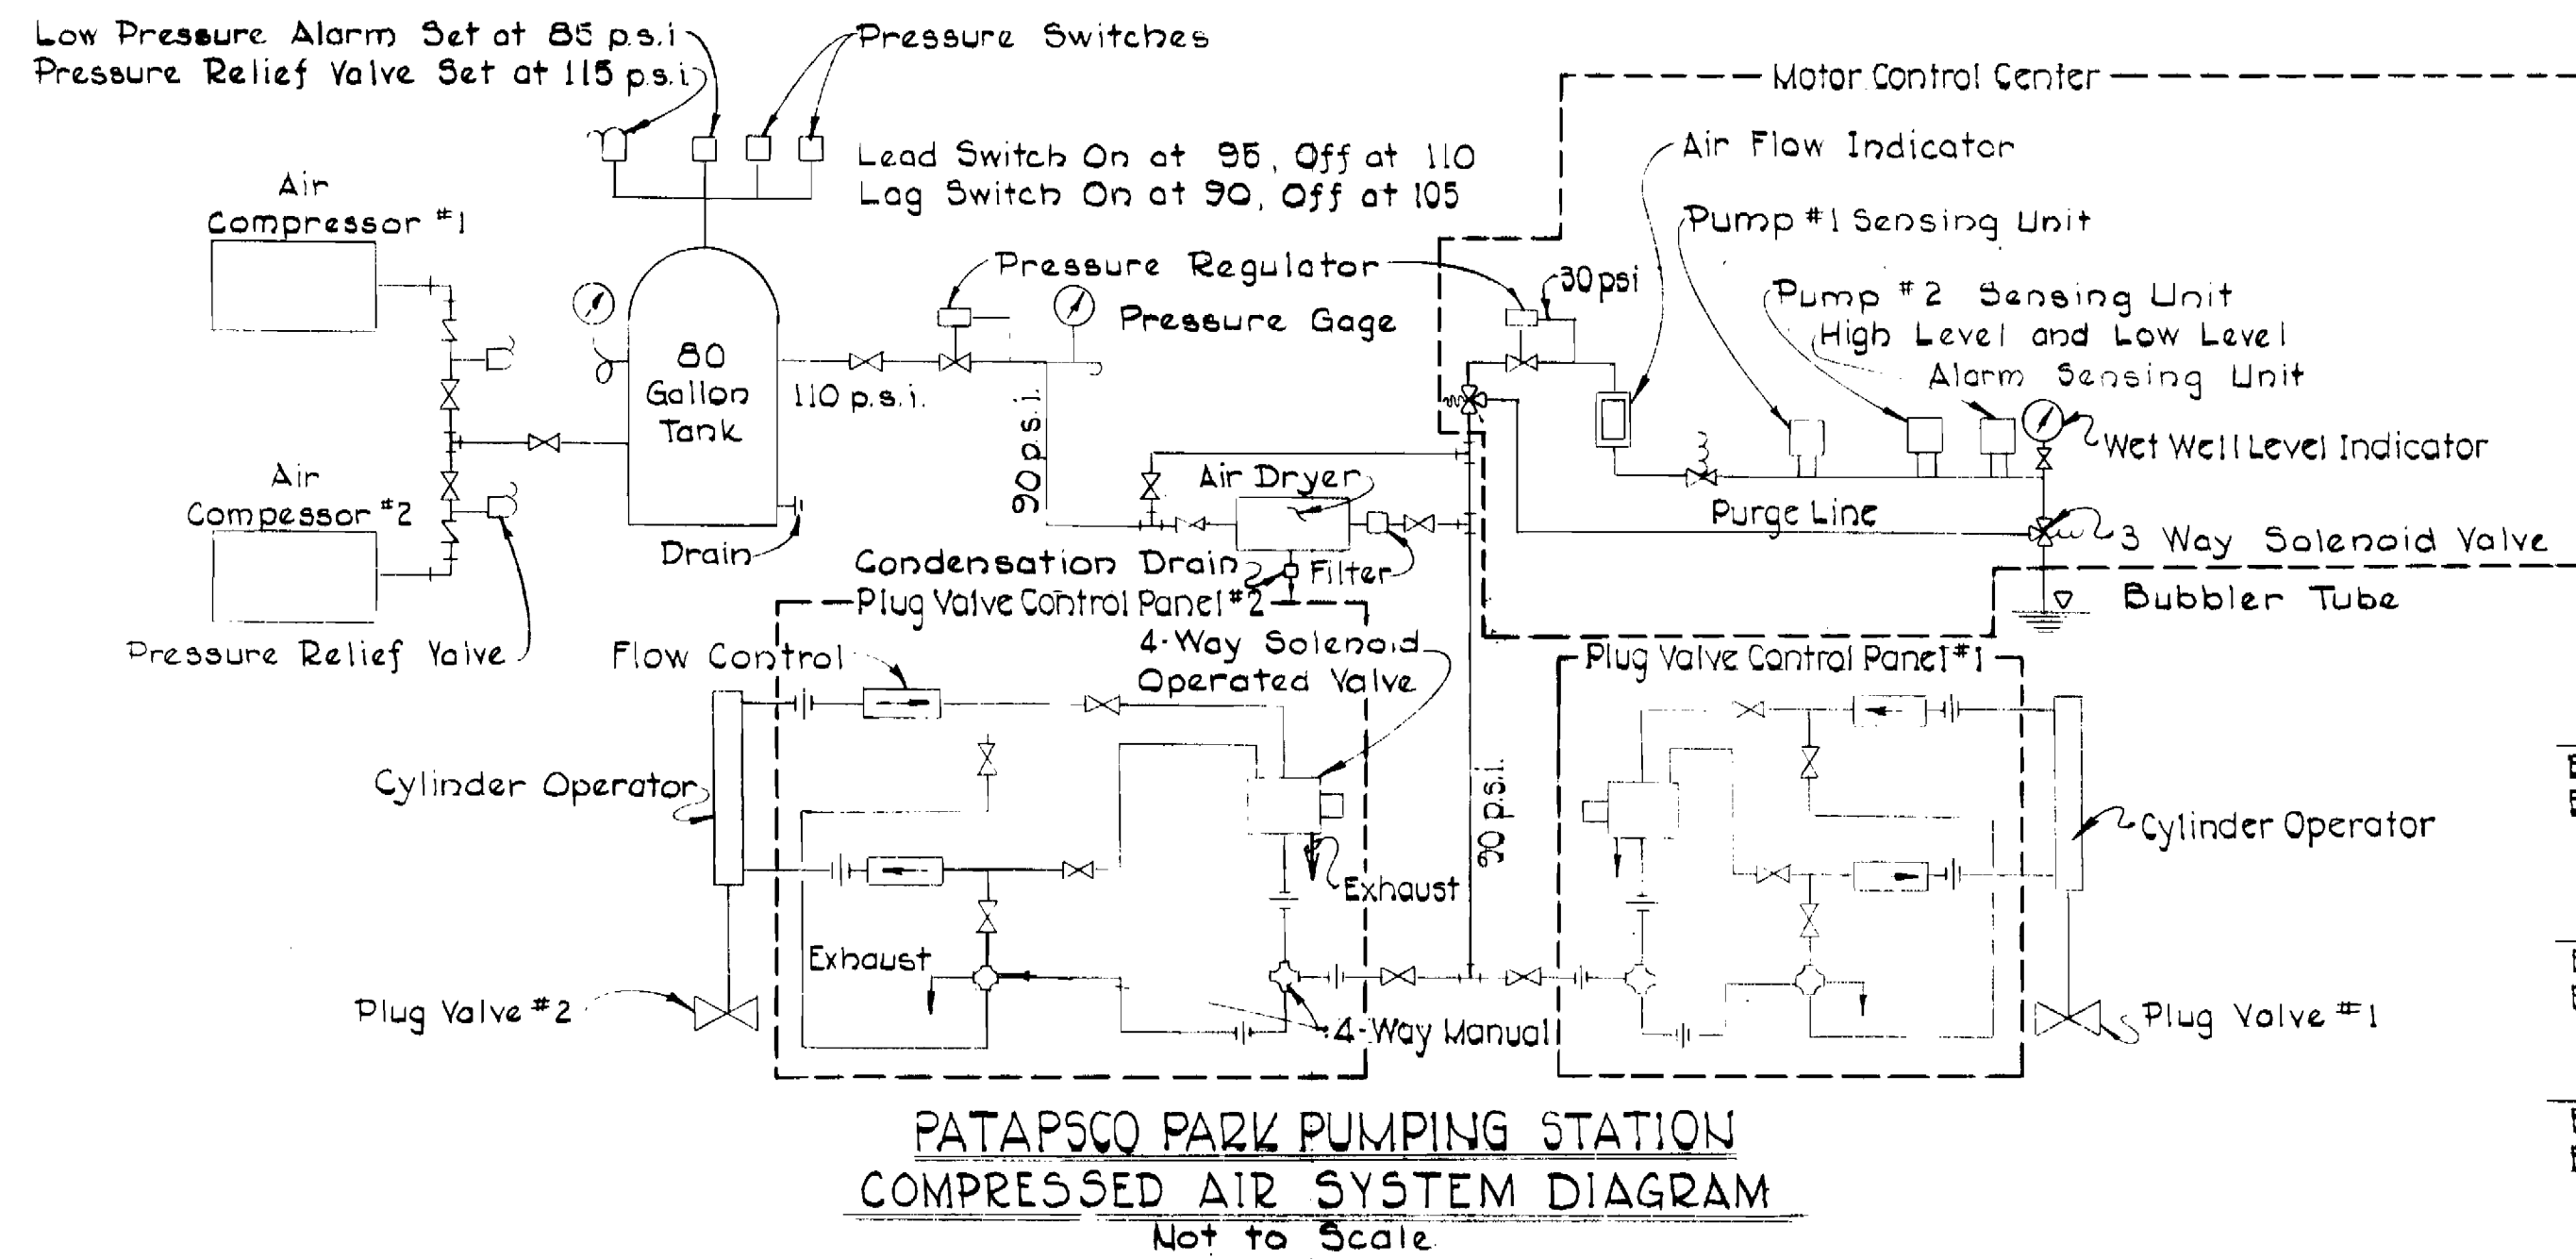 Low Pressure Alarm Set at 85 p.s.i
Pressure Relief Valve Set at 115 p.s.i
Pressure Switches
Lead Switch On at 95, Off at 110
Lag Switch On at 90, Off at 105
Motor Control Center
Air Flow Indicator
Pump #1 Sensing Unit
Pump #2 Sensing Unit
High Level and Low Level
Alarm Sensing Unit
Air
Compressor #1
Pressure Regulator
30 psi
Pressure Gage
80
Gallon
Tank
110 p.s.i.
90 p.s.i.
Wet Well Level Indicator
Air
Compessor #2
Air Dryer
Purge Line
3 Way Solenoid Valve
Drain
Condensation Drain
Filter
Bubbler Tube
Pressure Relief Valve
Plug Valve Control Panel #2
Flow Control
4-Way Solenoid
Operated Valve
Plug Valve Control Panel #1
Cylinder Operator
90 p.s.i.
Cylinder Operator
Exhaust
Exhaust
Plug Valve #2
4-Way Manual
Plug Valve #1
PATAPSCO PARK PUMPING STATION
COMPRESSED AIR SYSTEM DIAGRAM
Not to Scale